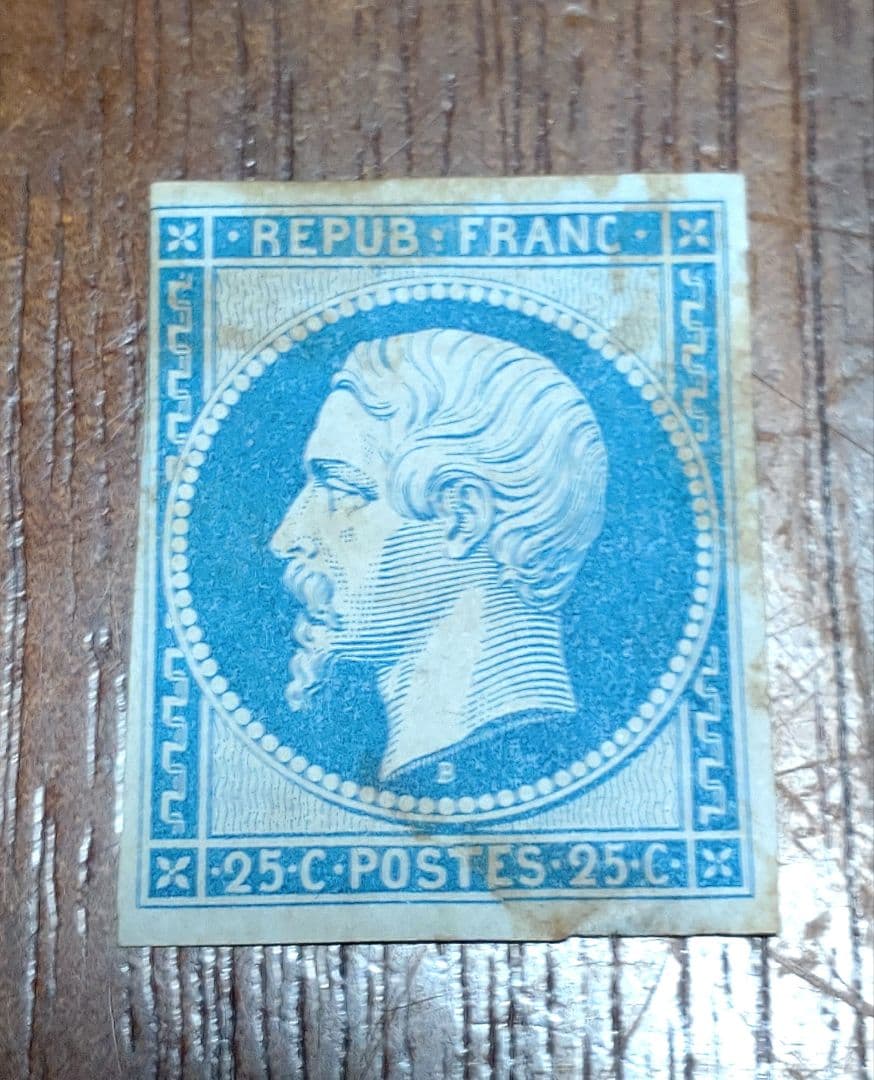 REPUB · FRANC ·
B
· 25 · C · POSTES · 25 · C ·